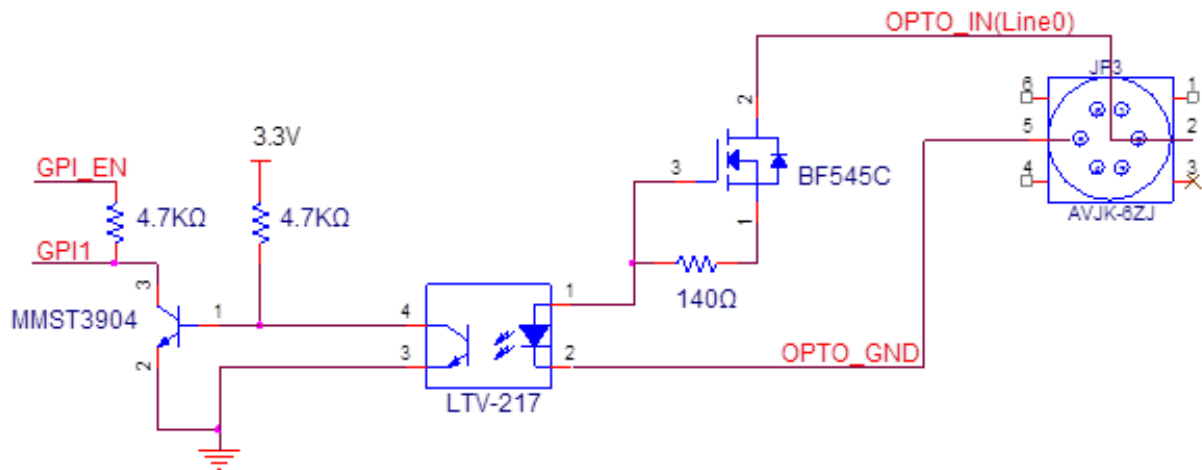 OPTO_IN(Line0)
JP3
6
1
2
5
2
3.3V
GPI_EN
3
BF545C
4
3
4.7KΩ
4.7KΩ
AVJK-6ZJ
1
GPI1
3
140Ω
1
MMST3904
1
4
2
3
2
OPTO_GND
LTV-217